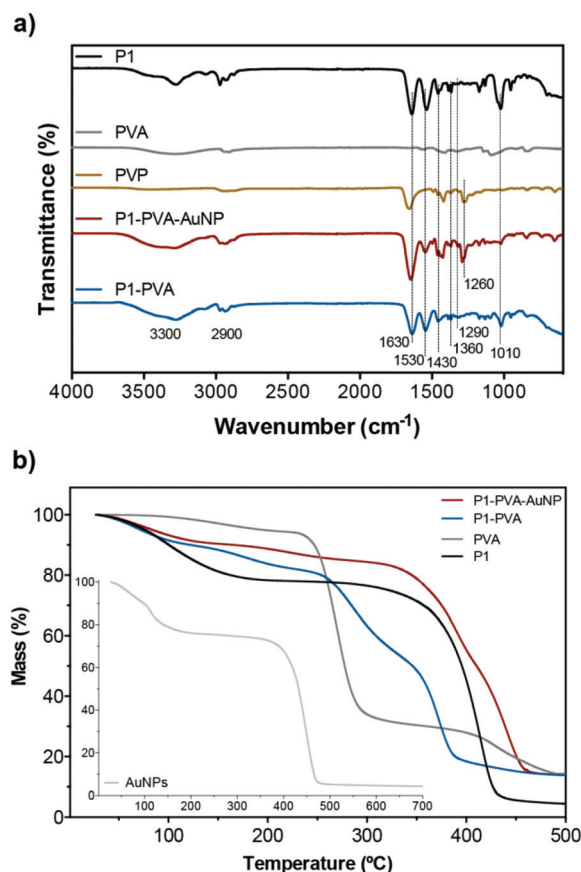 a)
P1
PVA
PVP
P1-PVA-AuNP
P1-PVA
Transmittance (%)
3300 2900 1630 1530 1430 1360 1290 1260 1010
4000 3500 3000 2500 2000 1500 1000
Wavenumber (cm-1)
b)
P1-PVA-AuNP
P1-PVA
PVA
P1
Mass (%)
100
80
60
40
20
0
100
80
60
40
20
0
AuNPs
0 100 200 300 400 500 600 700
100 200 300 400 500
Temperature (ºC)